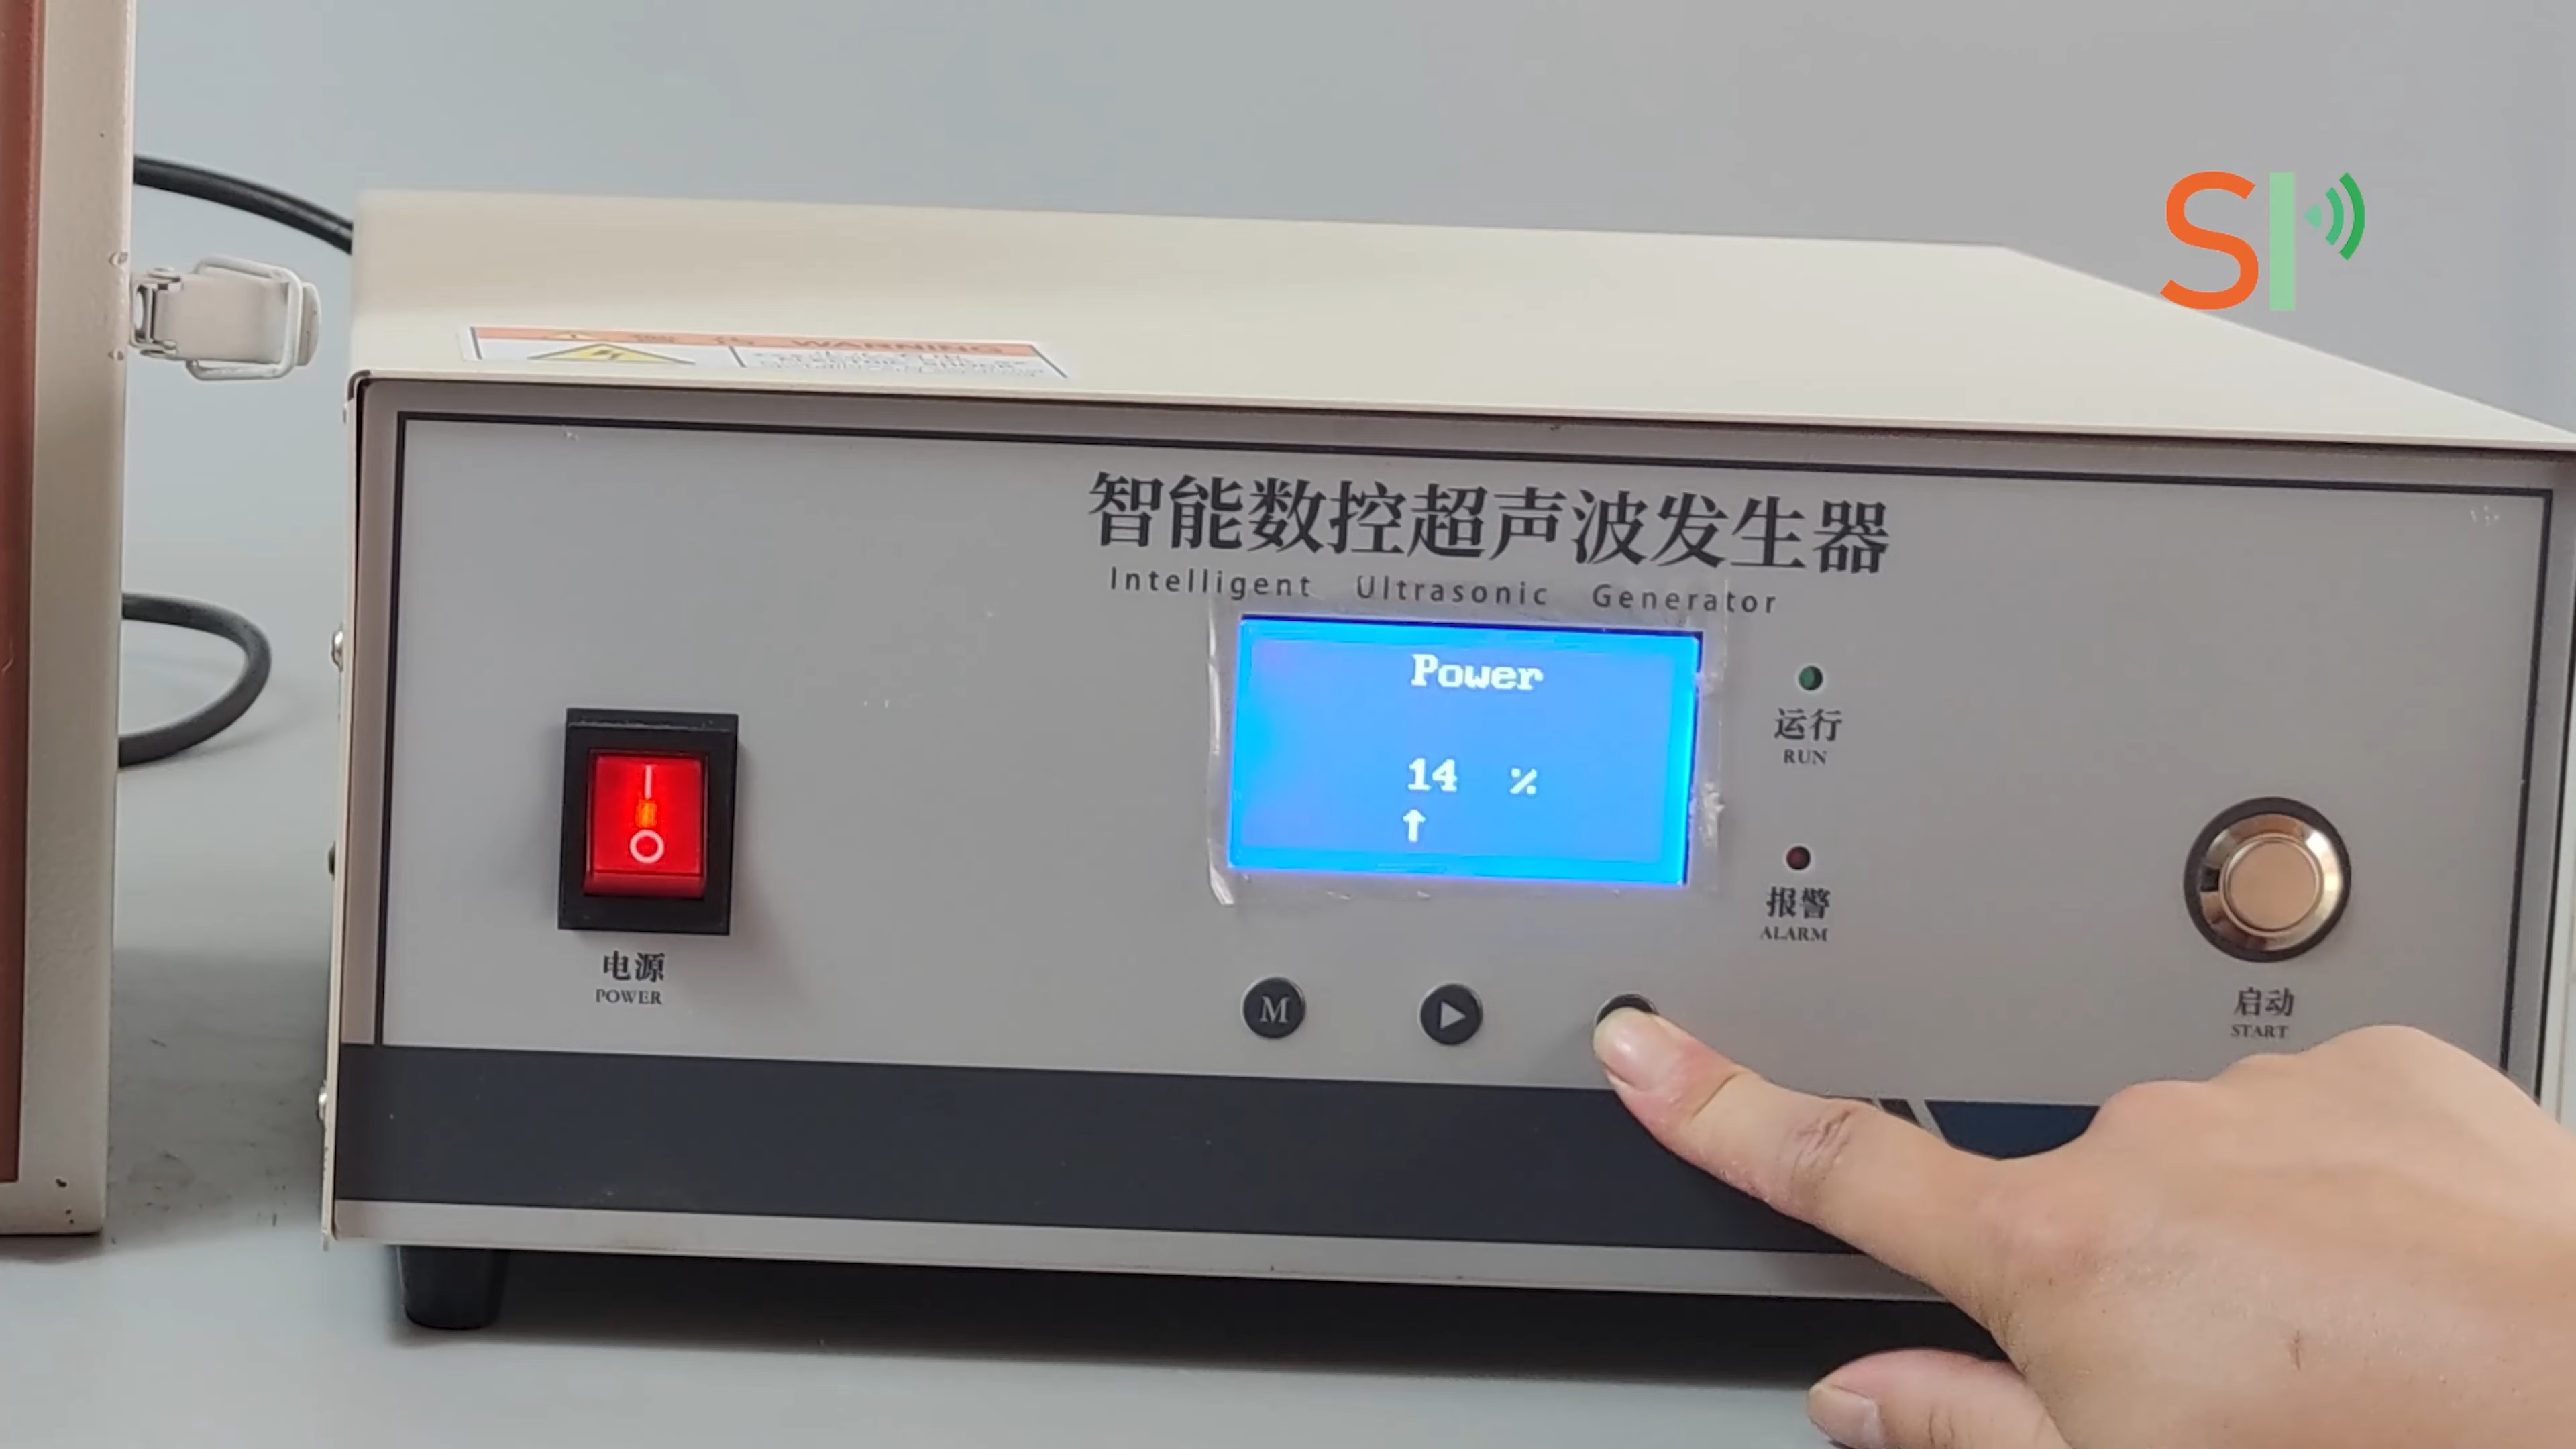 SI
WARNING
智能数控超声波发生器
Intelligent Ultrasonic Generator
Power
14 %
↑
运行
RUN
报警
ALARM
电源
POWER
M
启动
START